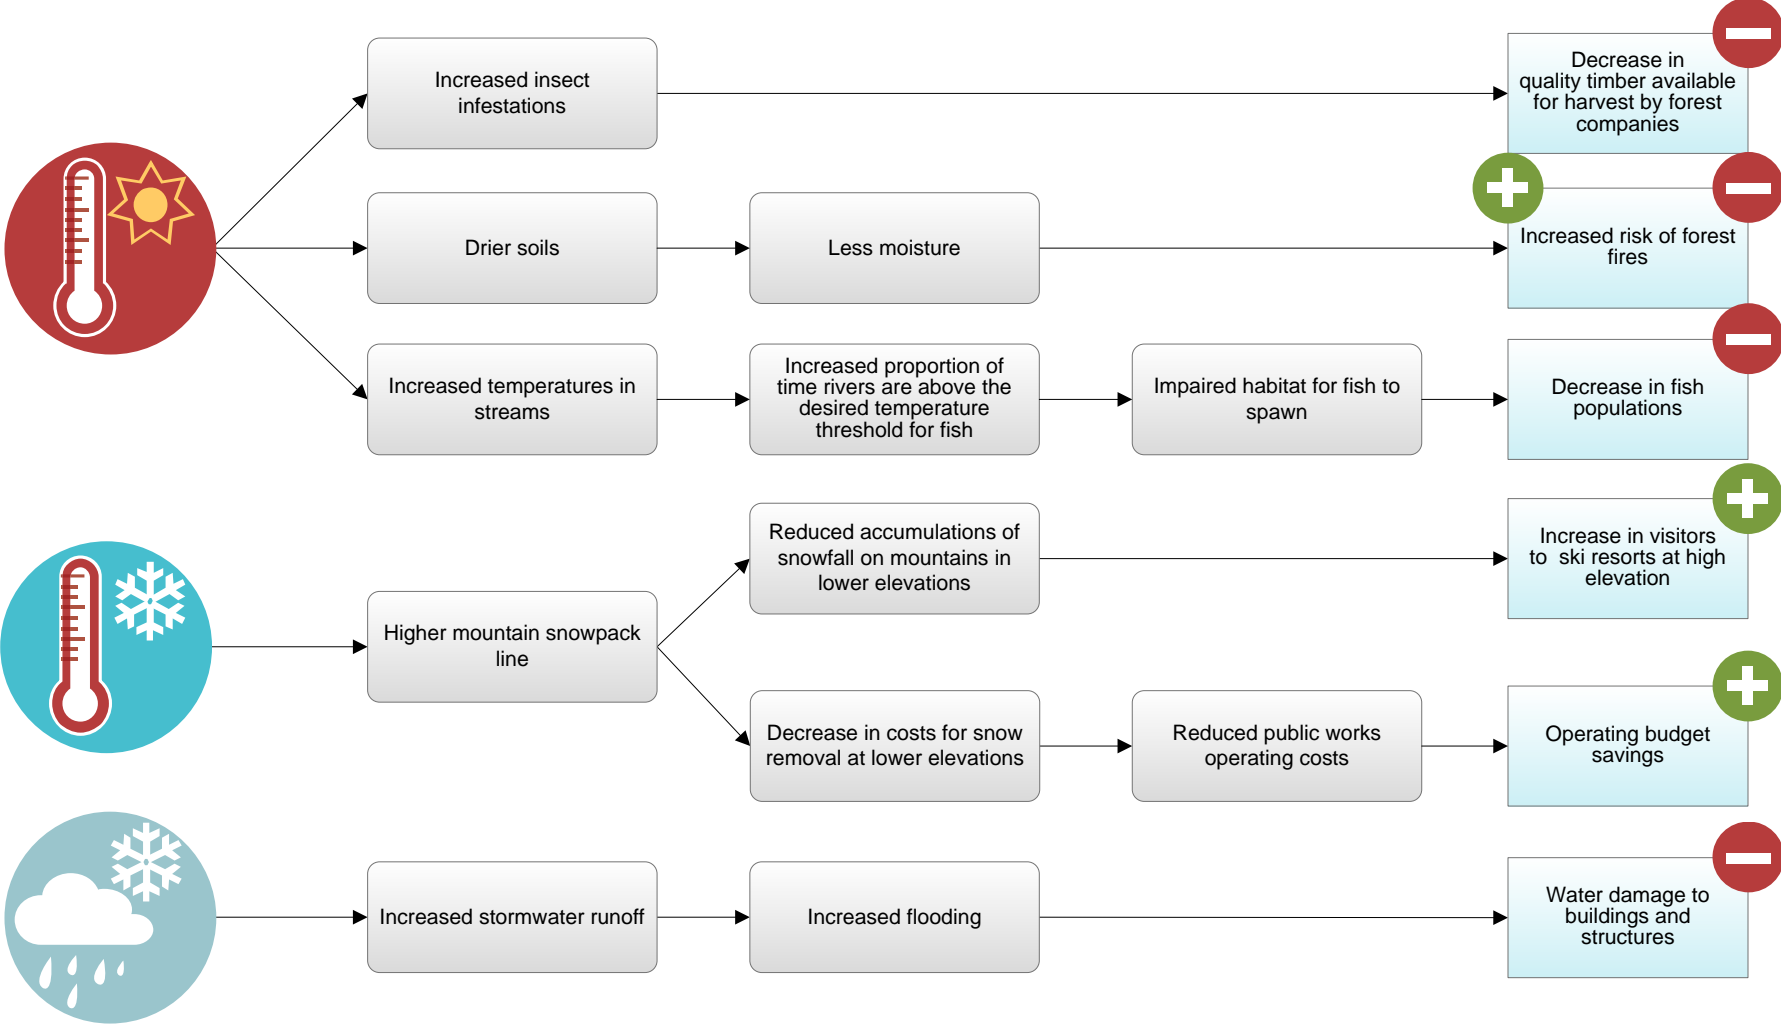 Increased insect
infestations
Decrease in
quality timber available
for harvest by forest
companies
Drier soils
Less moisture
Increased risk of forest
fires
Increased temperatures in
streams
Increased proportion of
time rivers are above the
desired temperature
threshold for fish
Impaired habitat for fish to
spawn
Decrease in fish
populations
Higher mountain snowpack
line
Reduced accumulations of
snowfall on mountains in
lower elevations
Increase in visitors
to ski resorts at high
elevation
Decrease in costs for snow
removal at lower elevations
Reduced public works
operating costs
Operating budget
savings
Increased stormwater runoff
Increased flooding
Water damage to
buildings and
structures